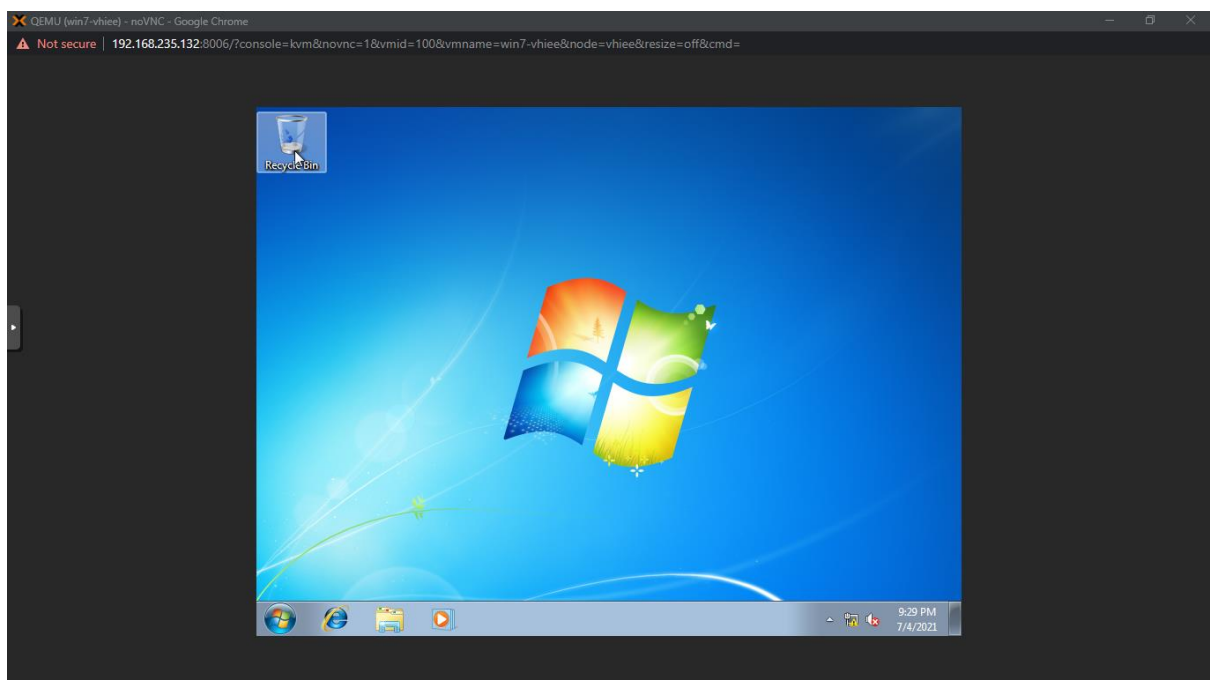 QEMU (win7-vhiee) - noVNC - Google Chrome
Not secure | 192.168.235.132:8006/?console=kvm&novnc=1&vmid=100&vmname=win7-vhiee&node=vhiee&resize=off&cmd=
Recycle Bin
9:29 PM
7/4/2021